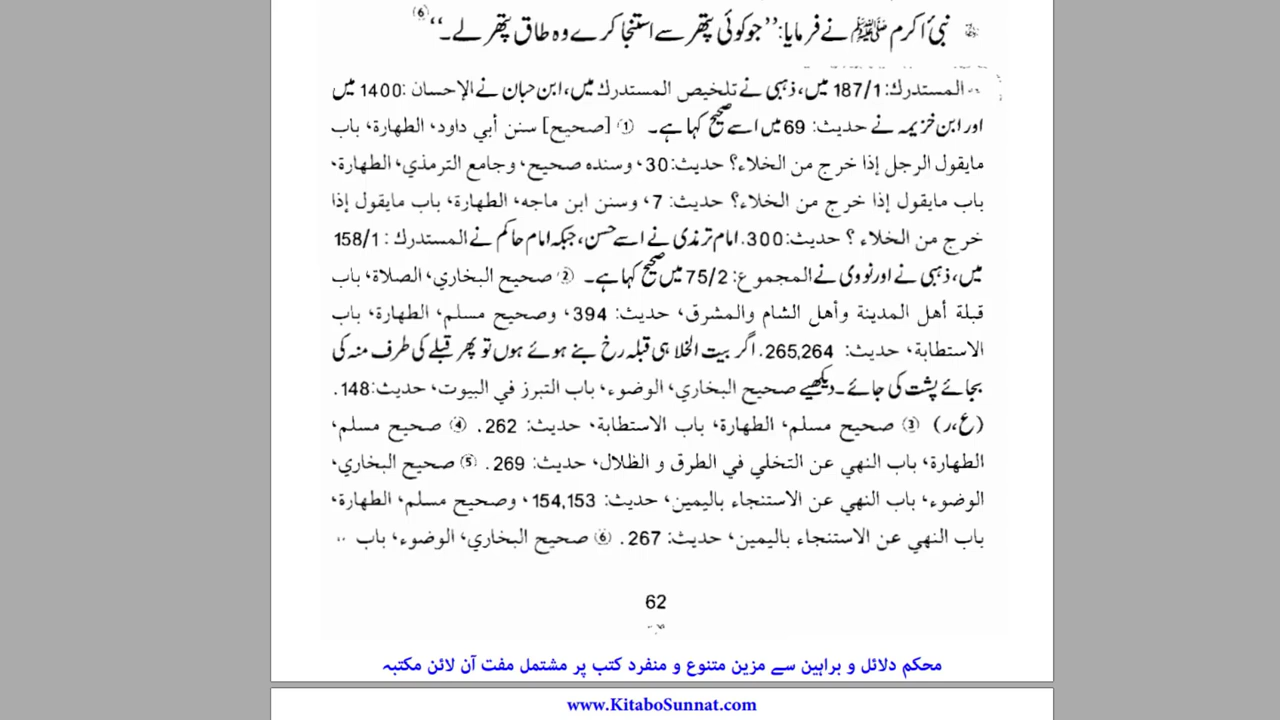 نبیٔ اکرم ﷺ نے فرمایا: ’’جو کوئی پتھر سے استنجا کرے وہ طاق پتھر لے۔‘‘ ⑥
المستدرك: 187/1 میں، ذہبی نے تلخیص المستدرك میں، ابن حبان نے الإحسان: 1400 میں
اور ابن خزیمہ نے حدیث: 69 میں اسے صحیح کہا ہے۔ ① [صحیح] سنن أبي داود، الطهارة، باب
مايقول الرجل إذا خرج من الخلاء؟ حديث: 30، وسنده صحيح، وجامع الترمذي، الطهارة،
باب مايقول إذا خرج من الخلاء؟ حديث: 7، وسنن ابن ماجه، الطهارة، باب مايقول إذا
خرج من الخلاء ؟ حديث: 300. امام ترمذی نے اسے حسن، جبکہ امام حاکم نے المستدرك : 158/1
میں، ذہبی نے اور نووی نے المجموع: 75/2 میں صحیح کہا ہے۔ ② صحيح البخاري، الصلاة، باب
قبلة أهل المدينة وأهل الشام والمشرق، حديث: 394، وصحيح مسلم، الطهارة، باب
الاستطابة، حديث: 265,264. اگر بیت الخلا ہی قبلہ رخ بنے ہوئے ہوں تو پھر قبلے کی طرف منہ کی
بجائے پشت کی جائے۔ دیکھیے صحيح البخاري، الوضوء، باب التبرز في البيوت، حديث: 148.
(ع،ر) ③ صحيح مسلم، الطهارة، باب الاستطابة، حديث: 262. ④ صحيح مسلم،
الطهارة، باب النهي عن التخلي في الطرق و الظلال، حديث: 269. ⑤ صحيح البخاري،
الوضوء، باب النهي عن الاستنجاء باليمين، حديث: 154,153، وصحيح مسلم، الطهارة،
باب النهي عن الاستنجاء باليمين، حديث: 267. ⑥ صحيح البخاري، الوضوء، باب
62
محکم دلائل و براہین سے مزین متنوع و منفرد کتب پر مشتمل مفت آن لائن مکتبہ
www.KitaboSunnat.com